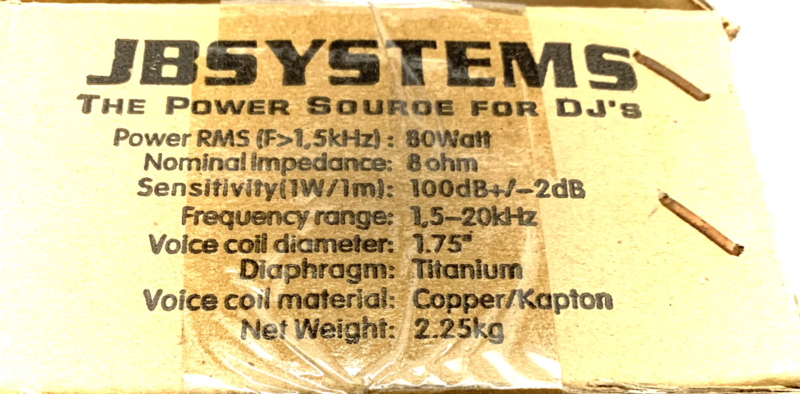 JBSYSTEMS
THE POWER SOURCE FOR DJ'S
Power RMS (F>1,5kHz): 80Watt
Nominal Impedance: 8 ohm
Sensitivity(1W/1m): 100dB+/-2dB
Frequency range: 1,5-20kHz
Voice coil diameter: 1.75"
Diaphragm: Titanium
Voice coil material: Copper/Kapton
Net Weight: 2.25kg